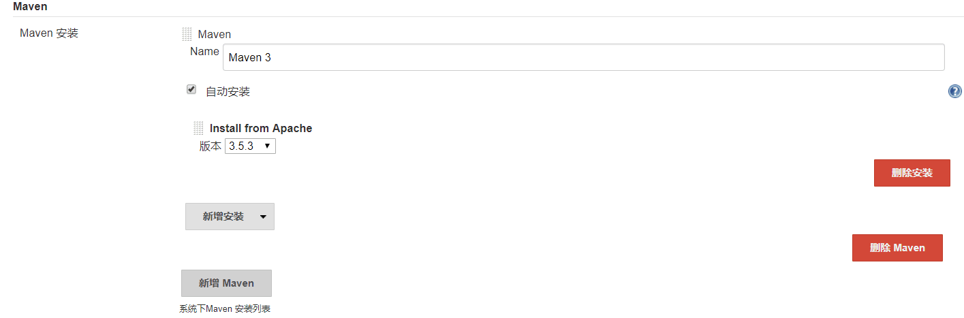 Maven
Maven 安装
Maven
Name
Maven 3
自动安装
Install from Apache
版本 3.5.3
删除安装
新增安装
删除 Maven
新增 Maven
系统下Maven 安装列表